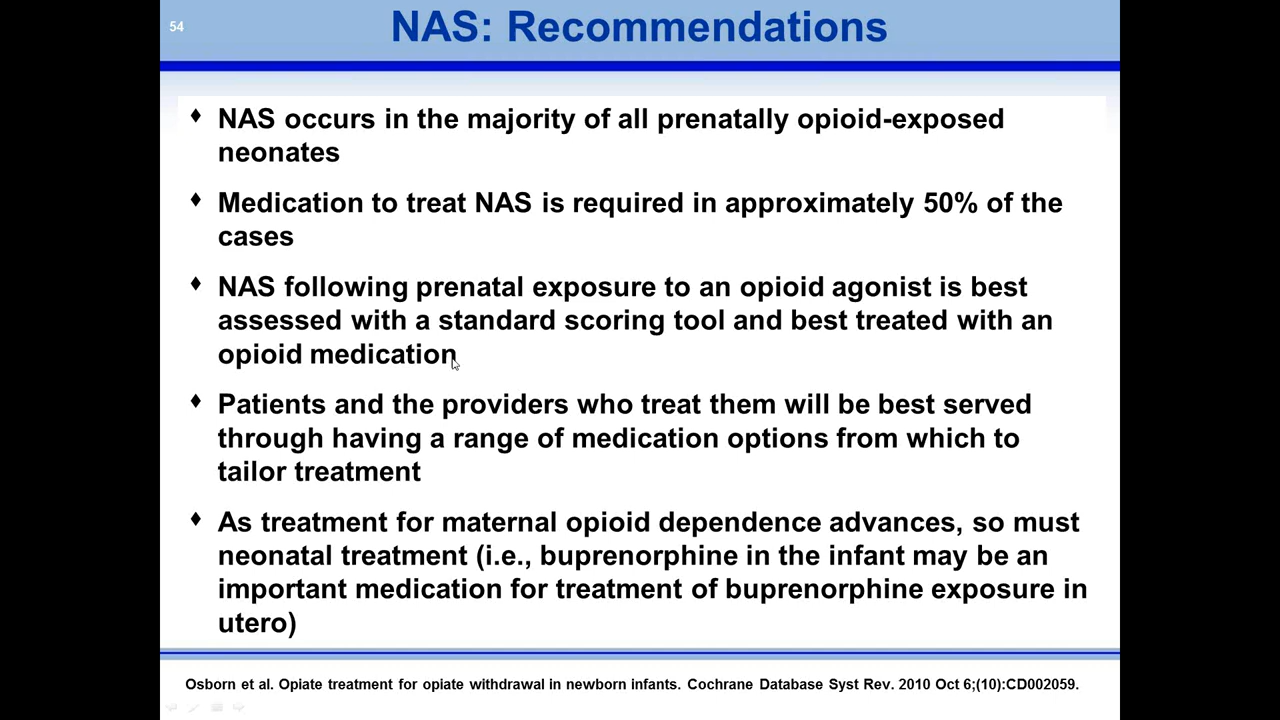 54
NAS: Recommendations
NAS occurs in the majority of all prenatally opioid-exposed
neonates
Medication to treat NAS is required in approximately 50% of the
cases
NAS following prenatal exposure to an opioid agonist is best
assessed with a standard scoring tool and best treated with an
opioid medication
Patients and the providers who treat them will be best served
through having a range of medication options from which to
tailor treatment
As treatment for maternal opioid dependence advances, so must
neonatal treatment (i.e., buprenorphine in the infant may be an
important medication for treatment of buprenorphine exposure in
utero)
Osborn et al. Opiate treatment for opiate withdrawal in newborn infants. Cochrane Database Syst Rev. 2010 Oct 6;(10):CD002059.